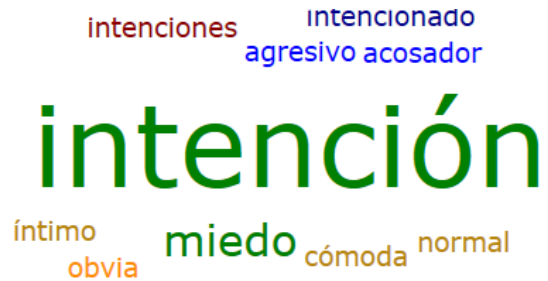 intencionado
intenciones
agresivo acosador
intención
íntimo
miedo
cómoda
normal
obvia